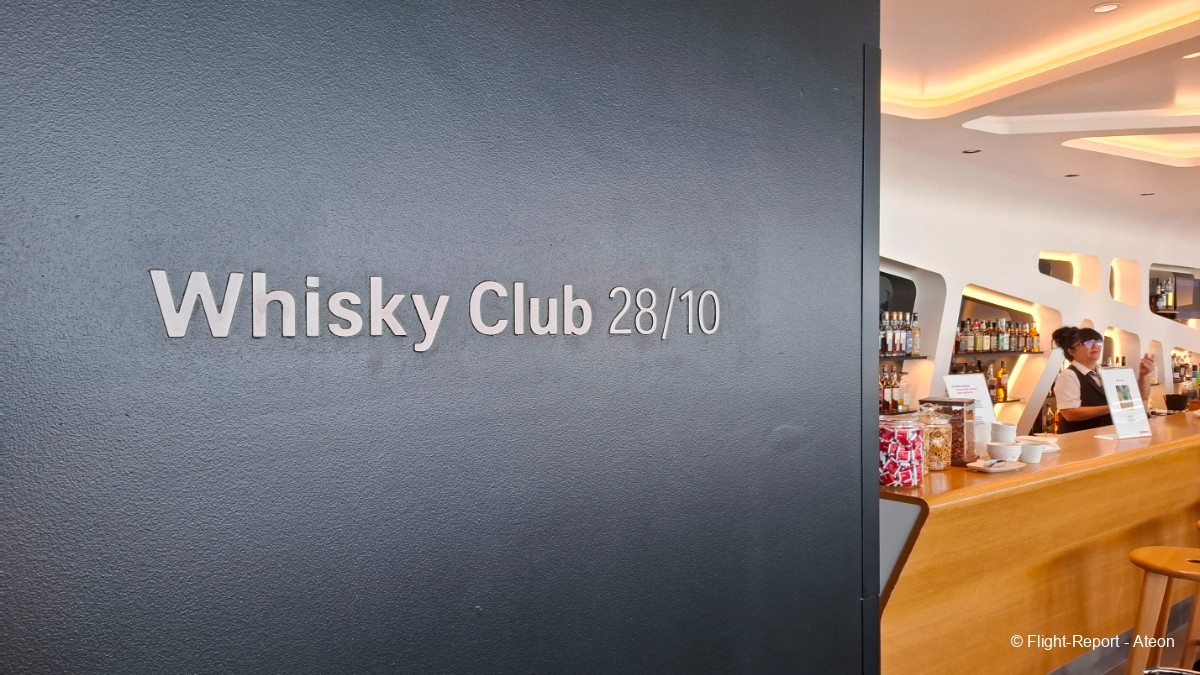 Whisky Club 28/10
© Flight-Report - Ateon